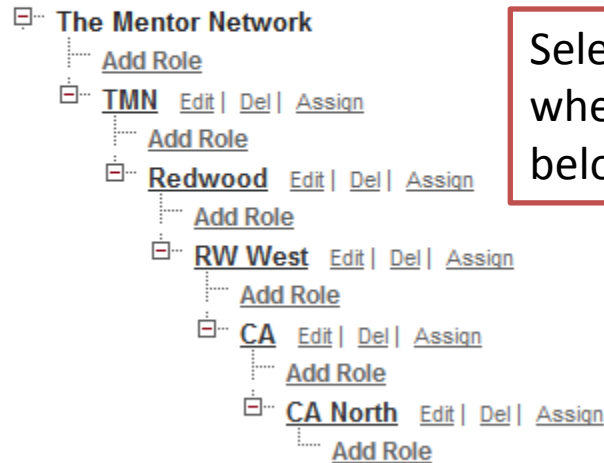 The Mentor Network
Add Role
TMN Edit | Del | Assign
Add Role
Redwood Edit | Del | Assign
Add Role
RW West Edit | Del | Assign
Add Role
CA Edit | Del | Assign
Add Role
CA North Edit | Del | Assign
Add Role
Sele
whe
belo